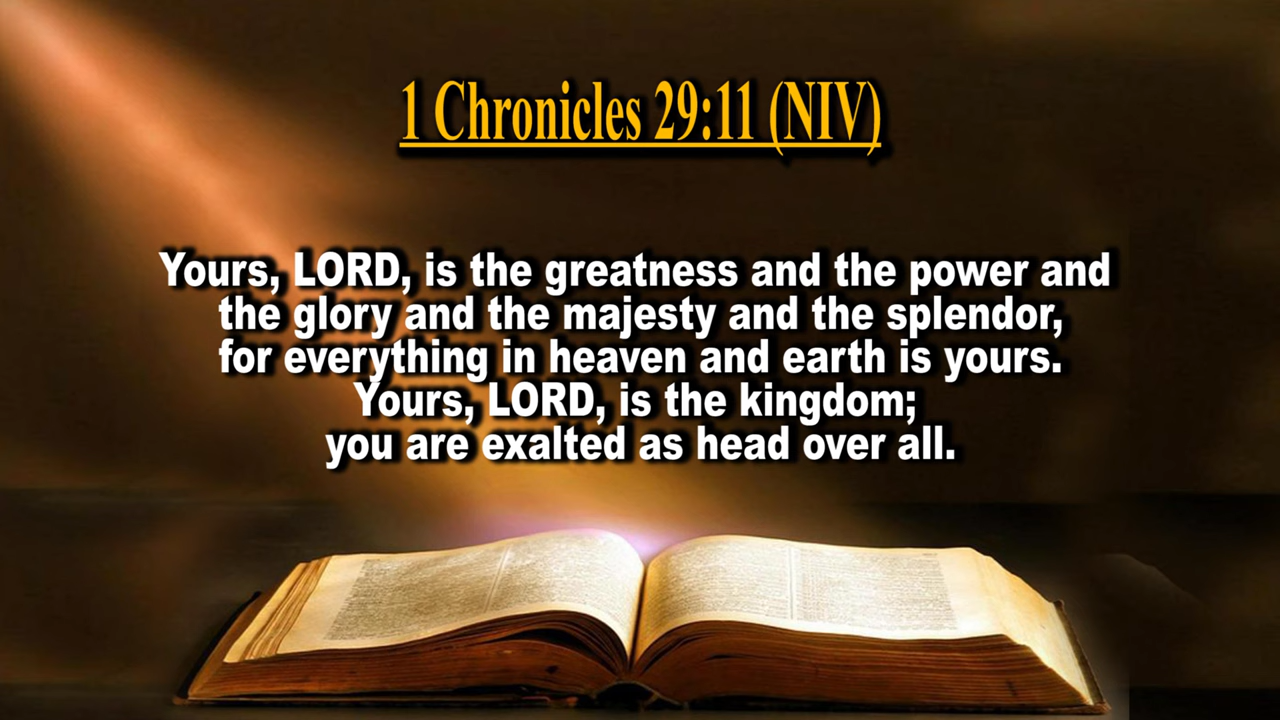 1 Chronicles 29:11 (NIV)
Yours, LORD, is the greatness and the power and
the glory and the majesty and the splendor,
for everything in heaven and earth is yours.
Yours, LORD, is the kingdom;
you are exalted as head over all.